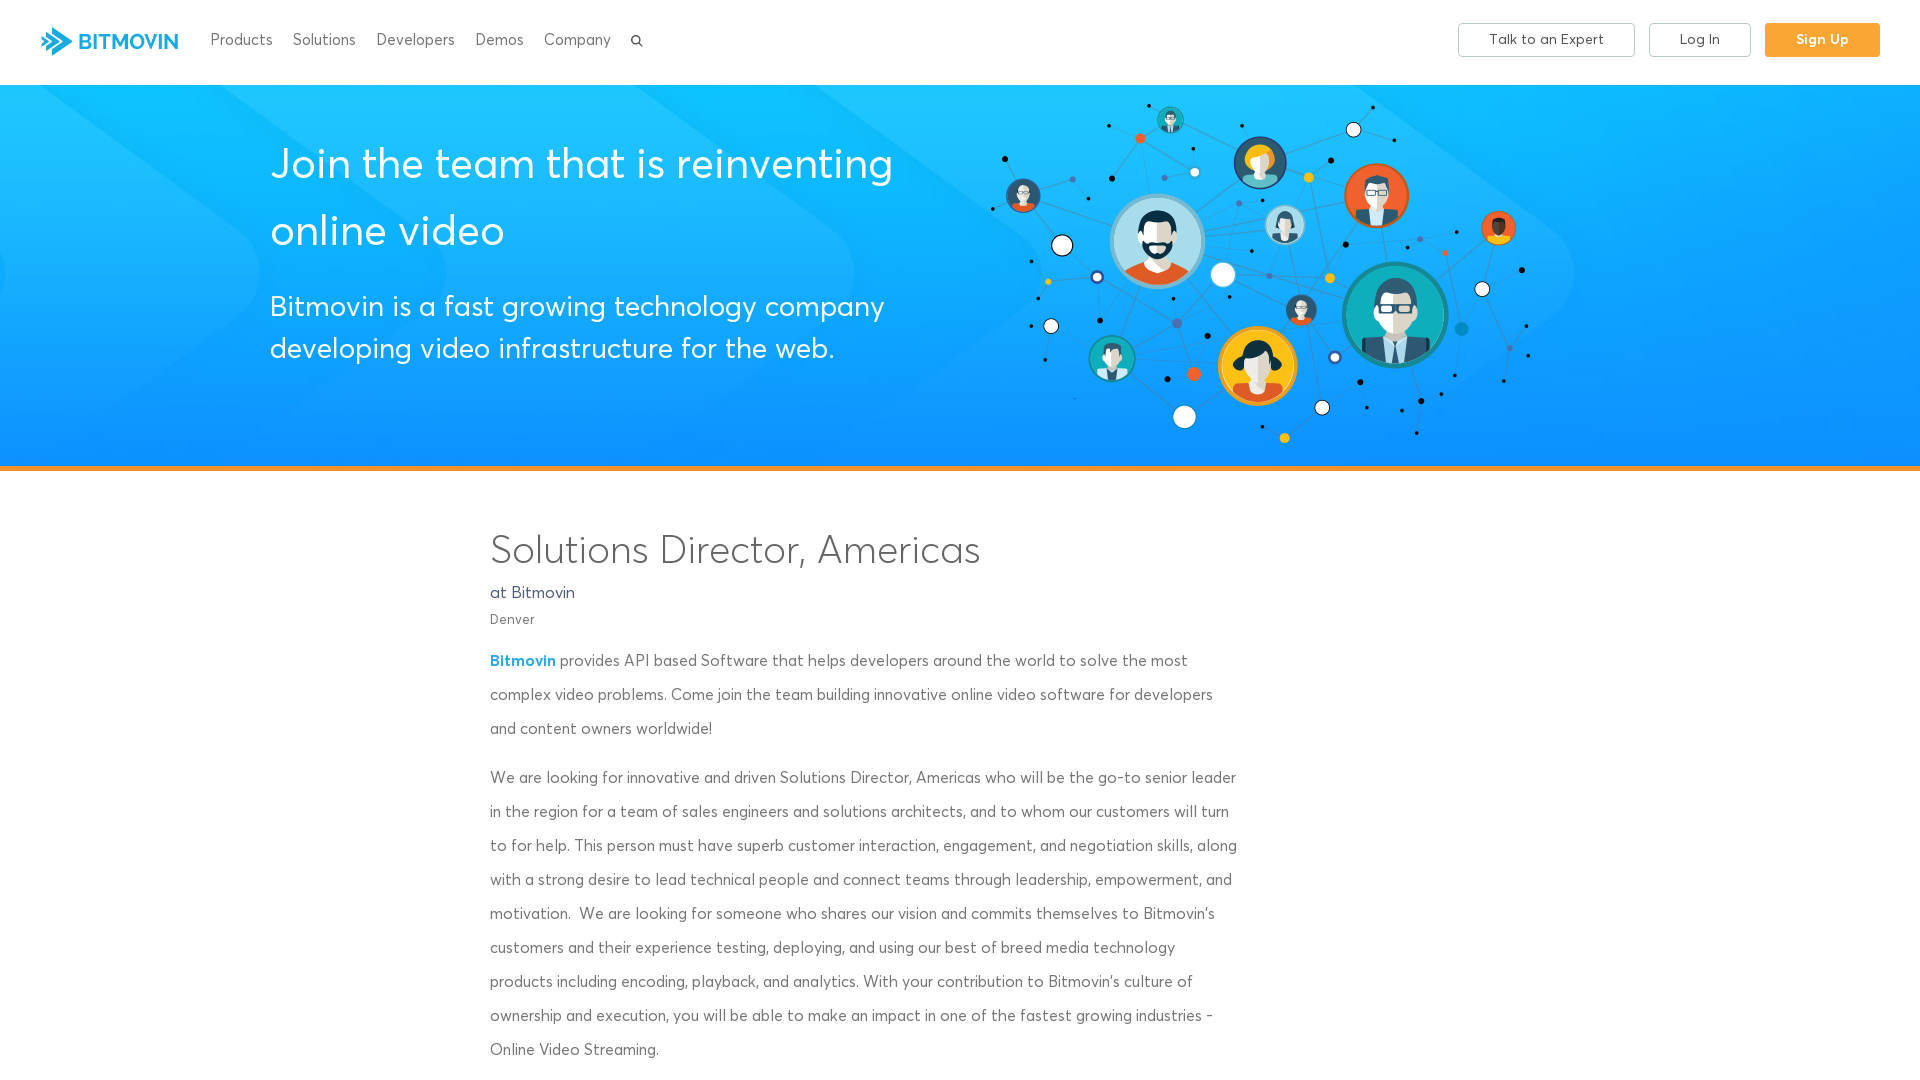 BITMOVIN Products Solutions Developers Demos Company Talk to an Expert Log In Sign Up
Join the team that is reinventing
online video
Bitmovin is a fast growing technology company
developing video infrastructure for the web.
Solutions Director, Americas
at Bitmovin
Denver
Bitmovin provides API based Software that helps developers around the world to solve the most
complex video problems. Come join the team building innovative online video software for developers
and content owners worldwide!
We are looking for innovative and driven Solutions Director, Americas who will be the go-to senior leader
in the region for a team of sales engineers and solutions architects, and to whom our customers will turn
to for help. This person must have superb customer interaction, engagement, and negotiation skills, along
with a strong desire to lead technical people and connect teams through leadership, empowerment, and
motivation.  We are looking for someone who shares our vision and commits themselves to Bitmovin's
customers and their experience testing, deploying, and using our best of breed media technology
products including encoding, playback, and analytics. With your contribution to Bitmovin's culture of
ownership and execution, you will be able to make an impact in one of the fastest growing industries -
Online Video Streaming.